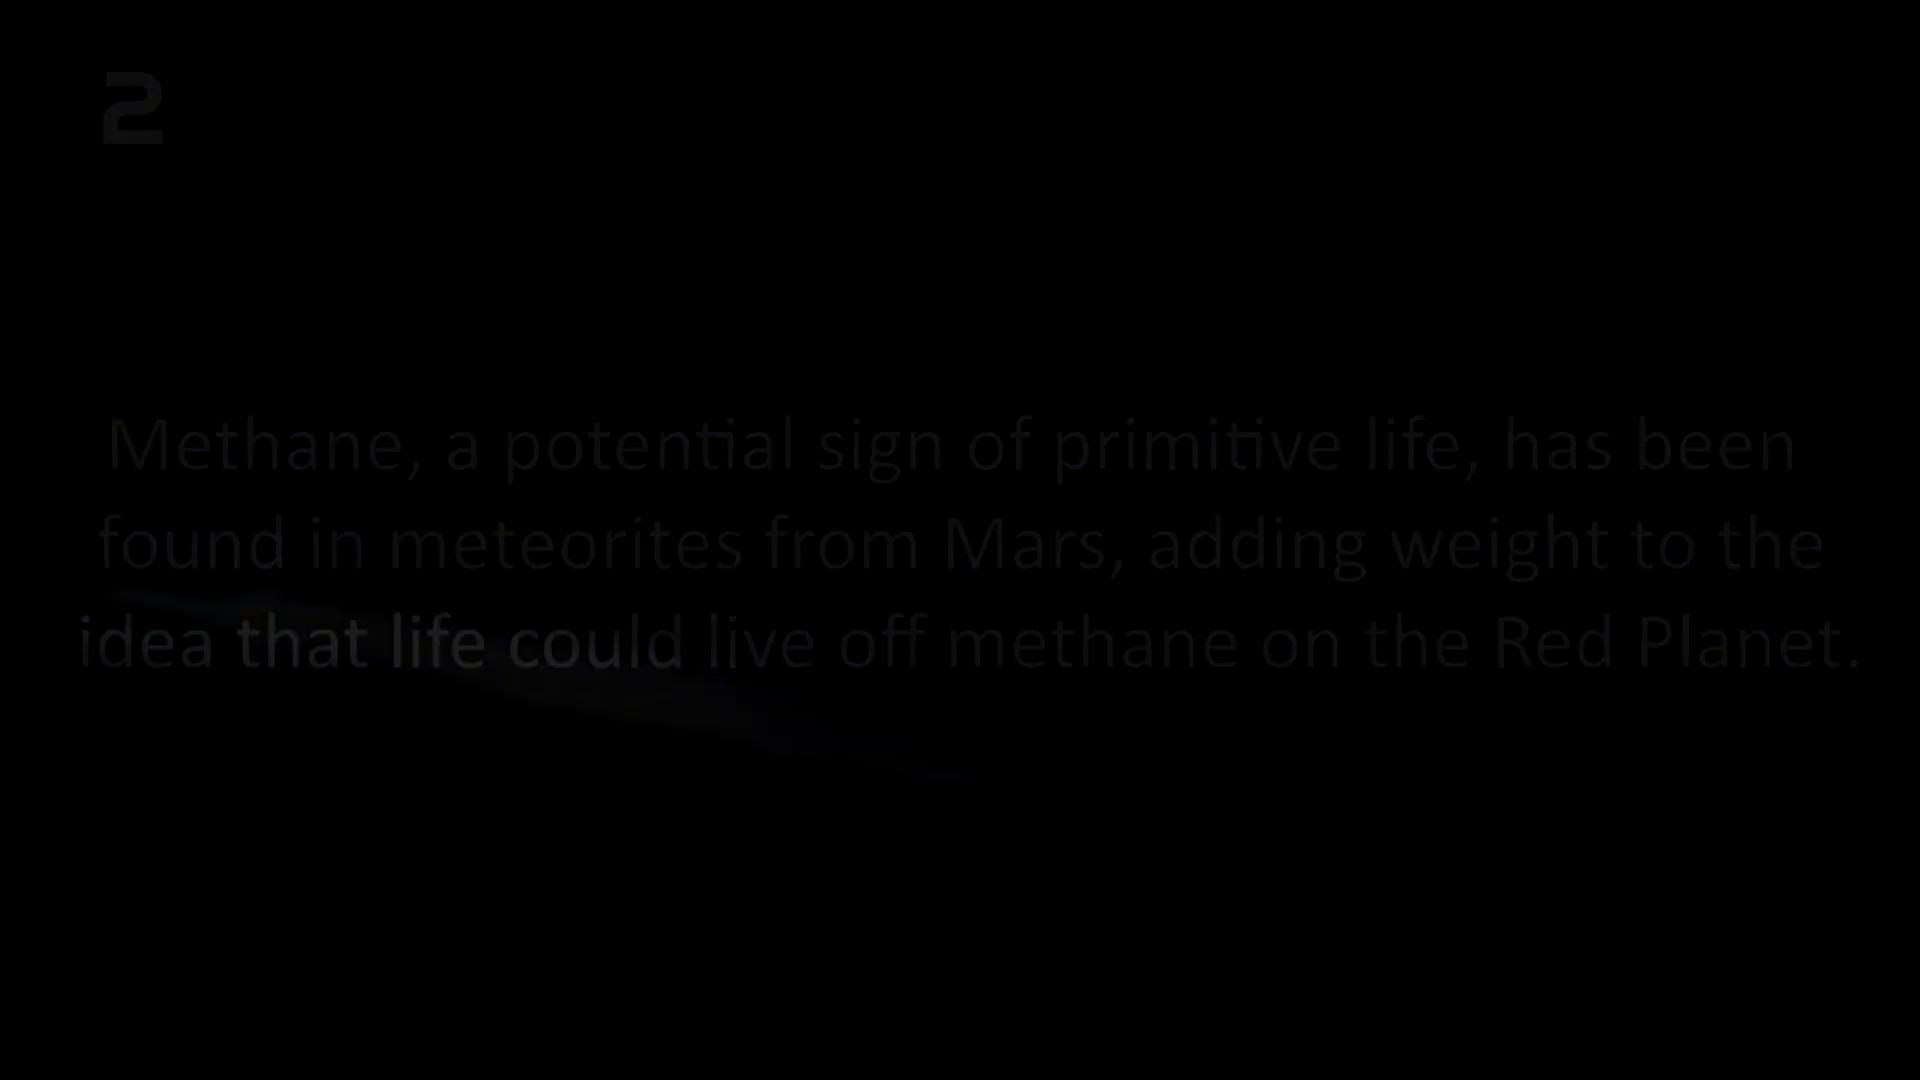 2
Methane, a potential sign of primitive life, has been
found in meteorites from Mars, adding weight to the
idea that life could live off methane on the Red Planet.